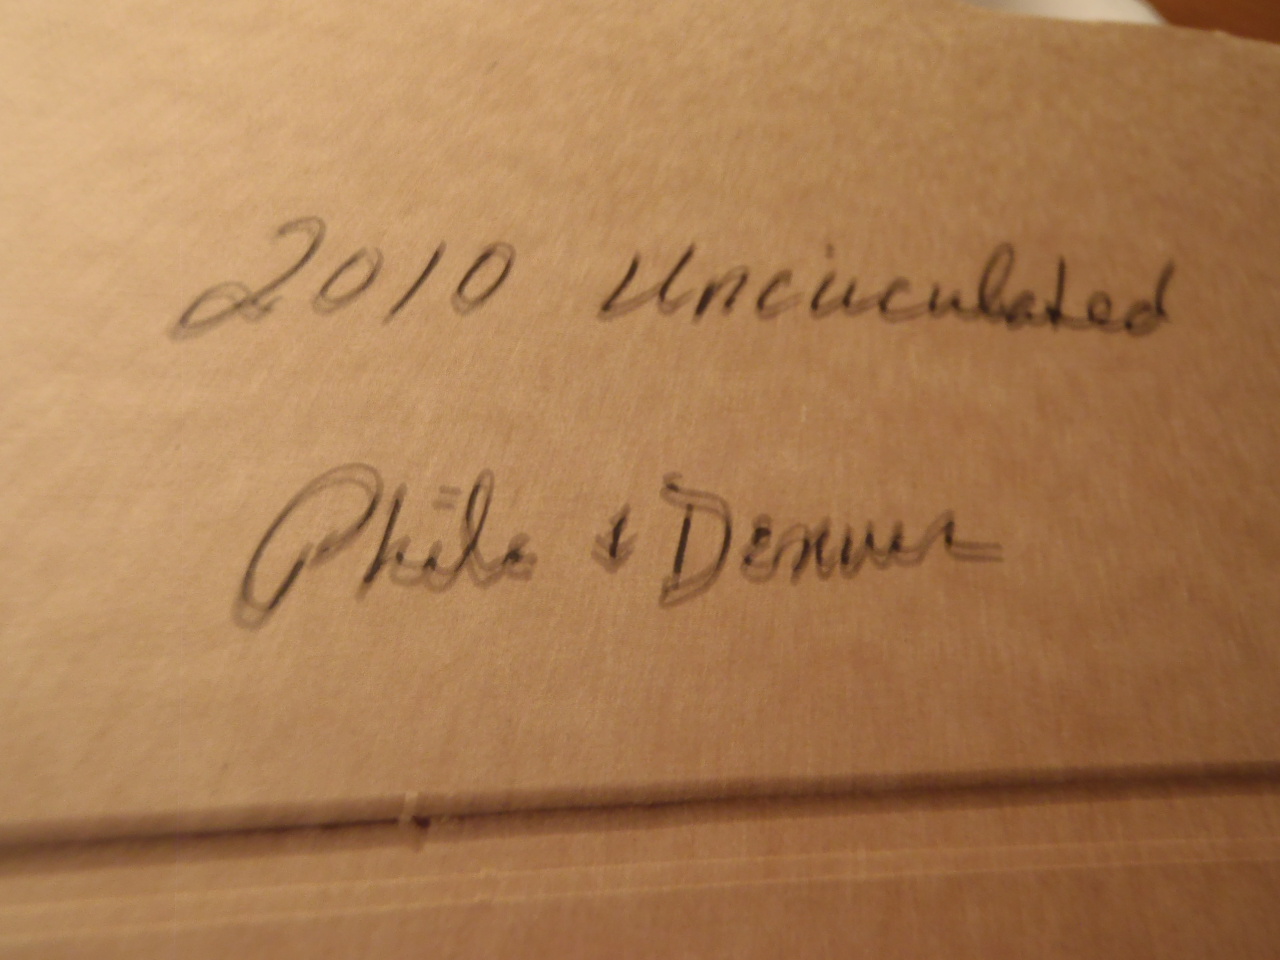 2010 Uncirculated
Phila & Denver